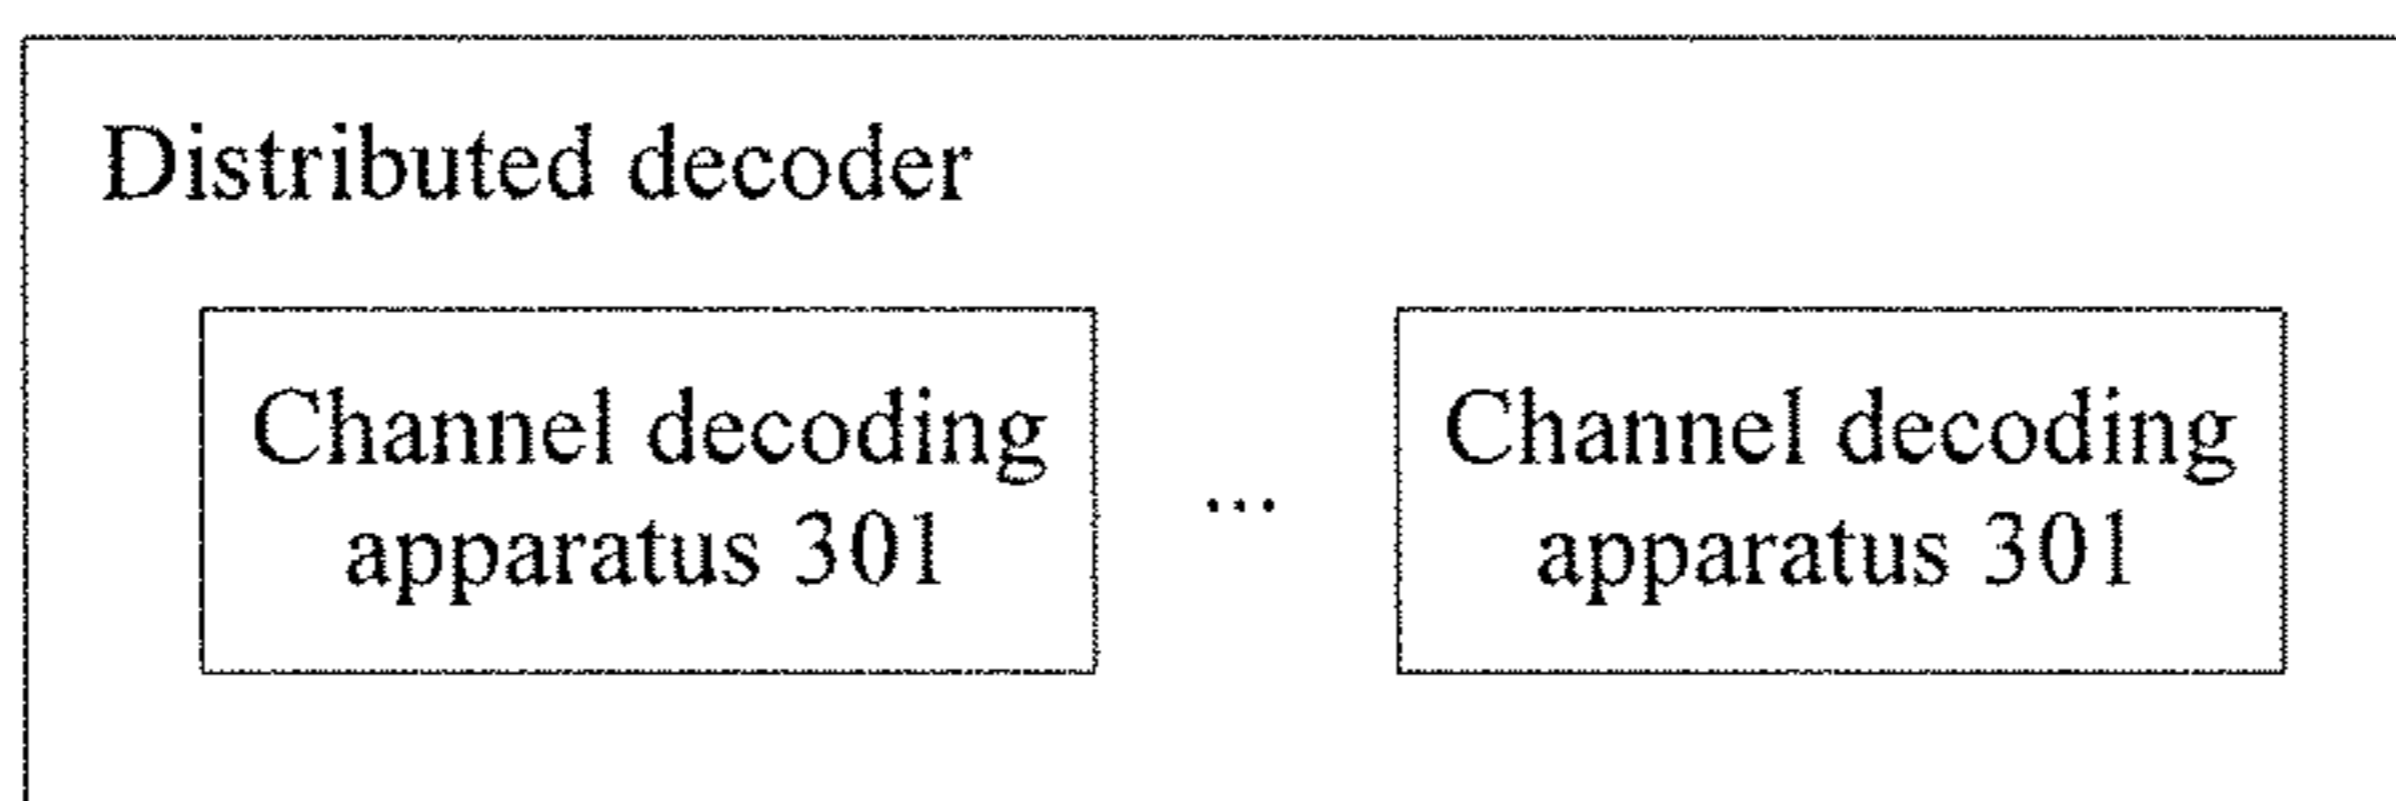 Distributed decoder
Channel decoding
apparatus 301
...
Channel decoding
apparatus 301